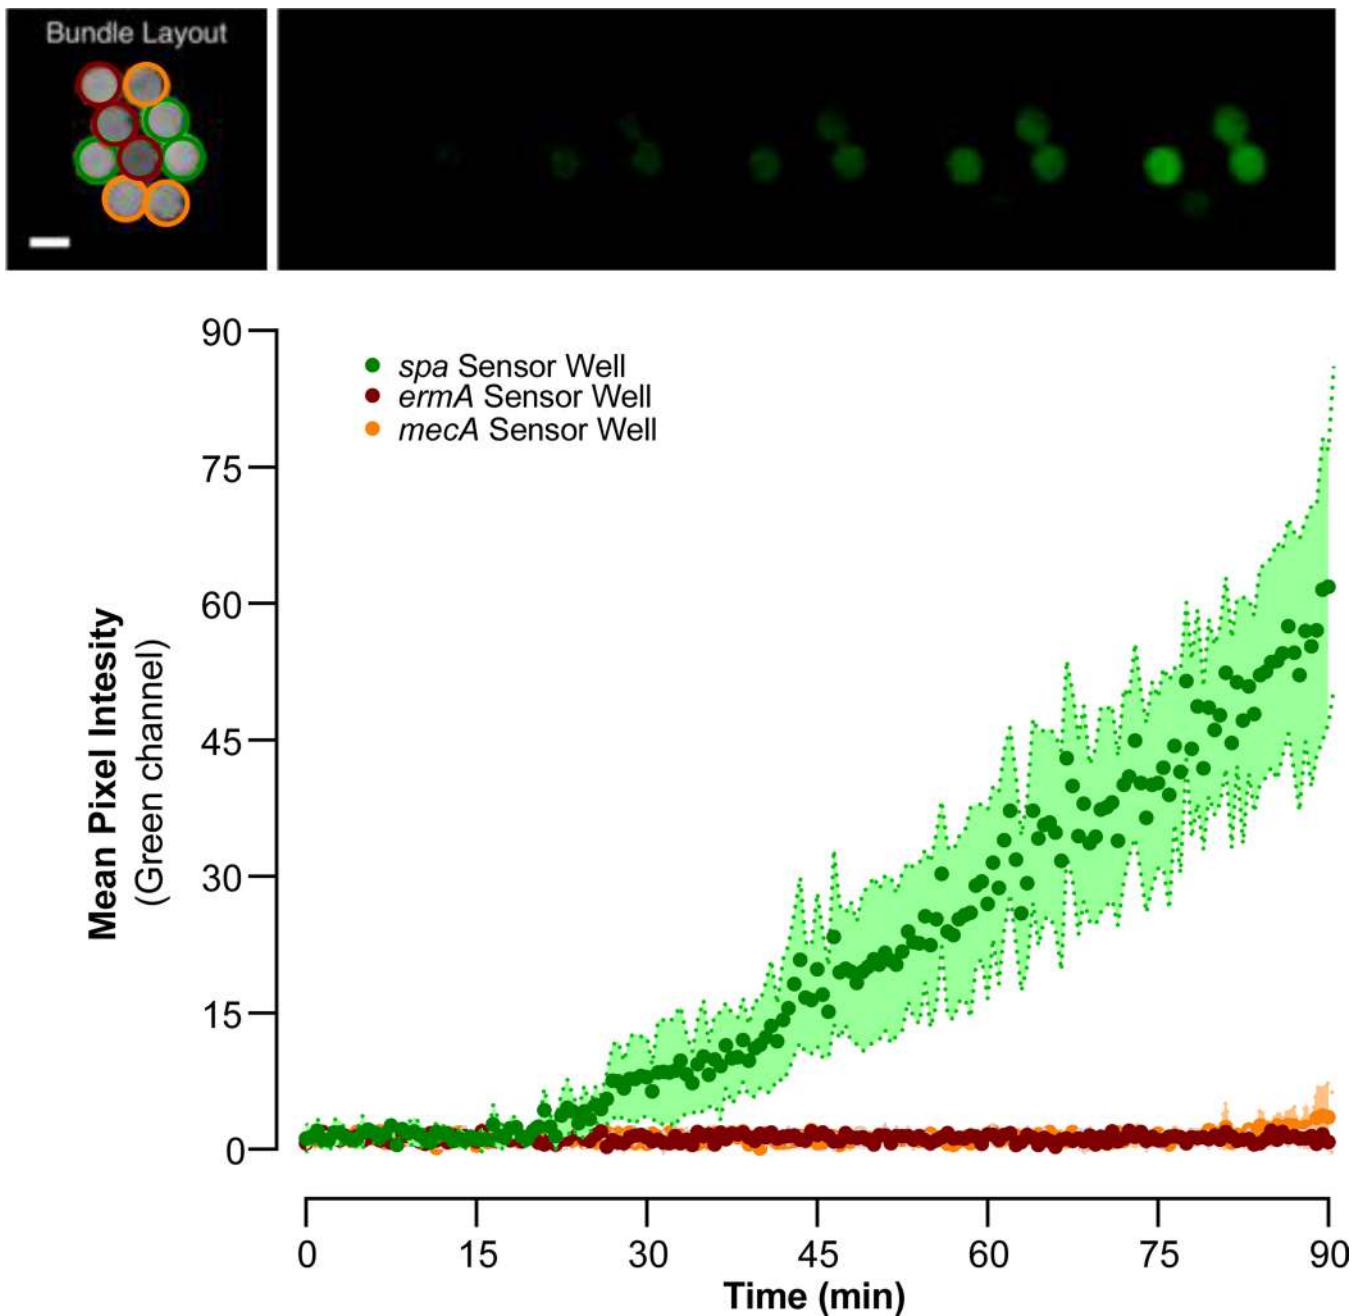 Bundle Layout
90
75
60
45
30
15
0
Mean Pixel Intesity
(Green channel)
spa Sensor Well
ermA Sensor Well
mecA Sensor Well
0 15 30 45 60 75 90
Time (min)